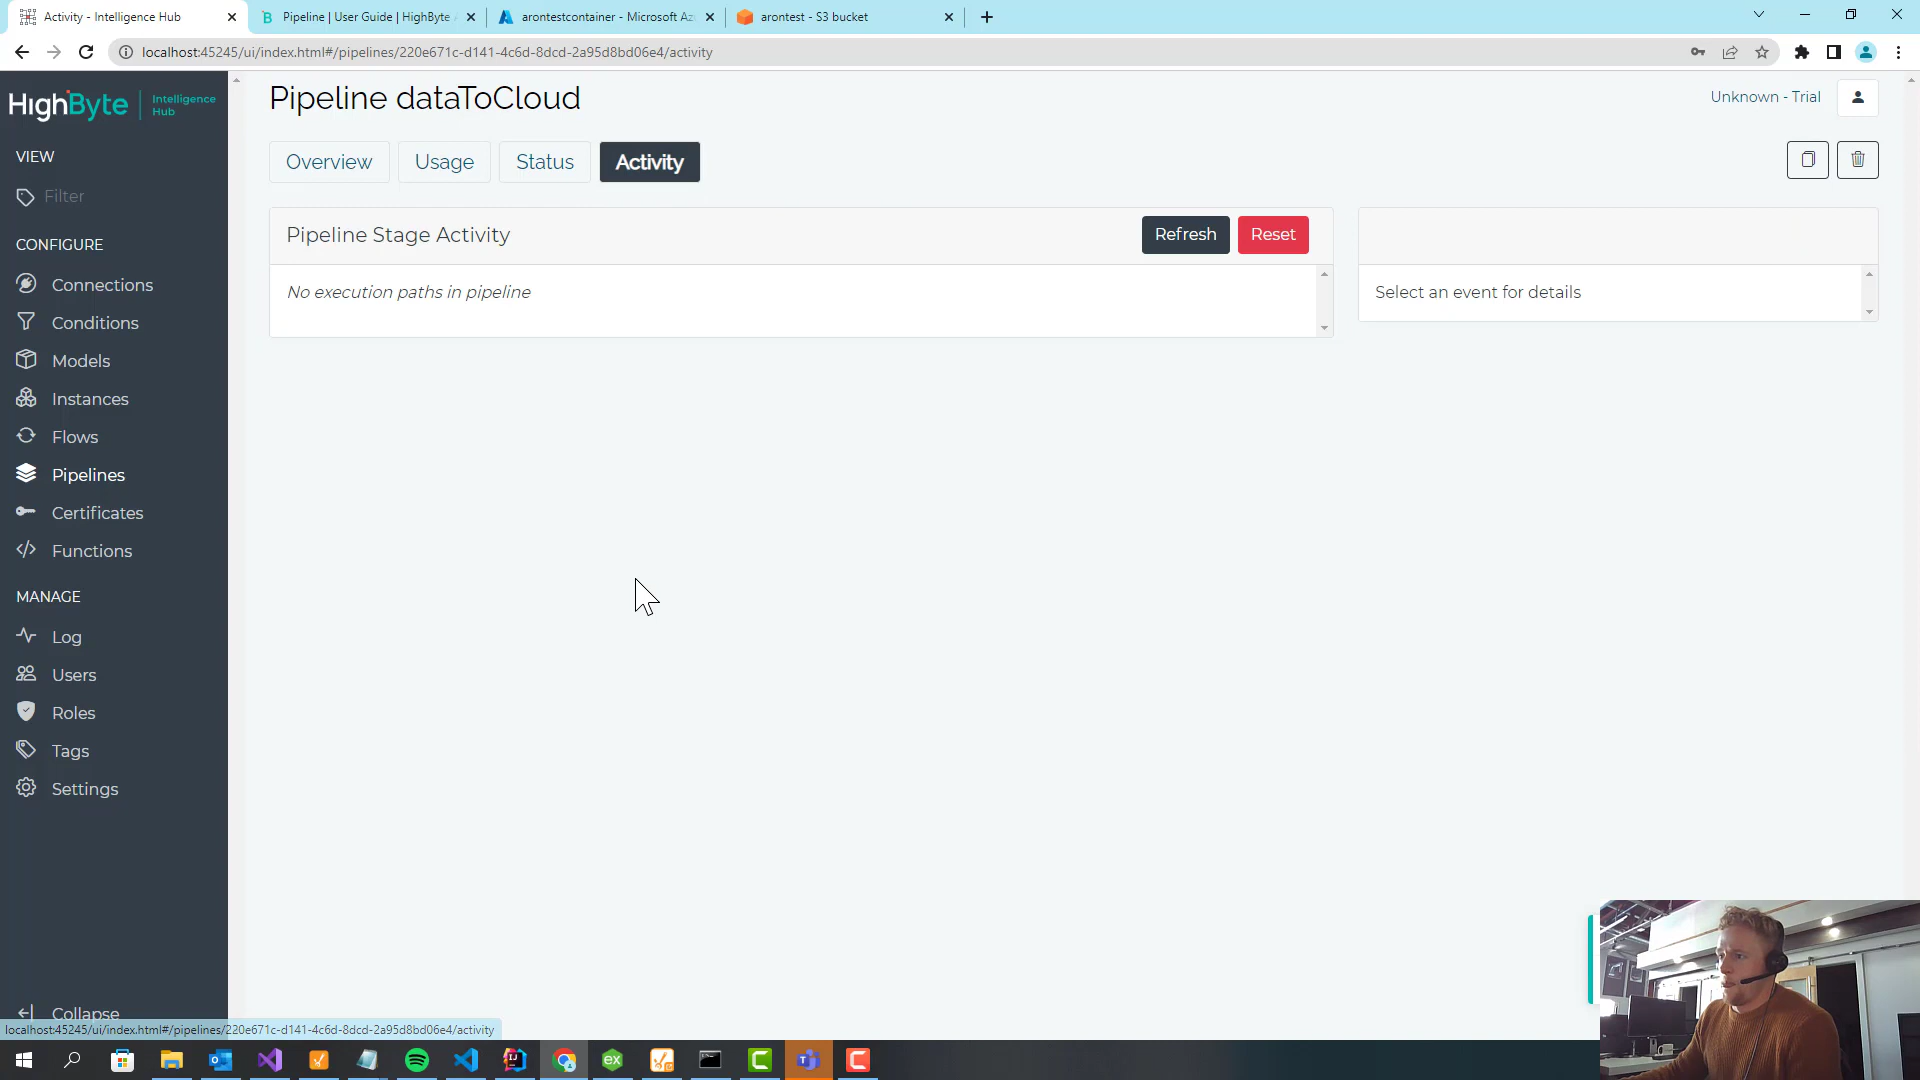 Activity - Intelligence Hub
Pipeline | User Guide | HighByte
arontestcontainer - Microsoft Az
arontest - S3 bucket
localhost:45245/ui/index.html#/pipelines/220e671c-d141-4c6d-8dcd-2a95d8bd06e4/activity
HighByte
Intelligence
Hub
VIEW
Filter
CONFIGURE
Connections
Conditions
Models
Instances
Flows
Pipelines
Certificates
Functions
MANAGE
Log
Users
Roles
Tags
Settings
Collapse
Pipeline dataToCloud
Unknown - Trial
Overview
Usage
Status
Activity
Pipeline Stage Activity
Refresh
Reset
No execution paths in pipeline
Select an event for details
localhost:45245/ui/index.html#/pipelines/220e671c-d141-4c6d-8dcd-2a95d8bd06e4/activity